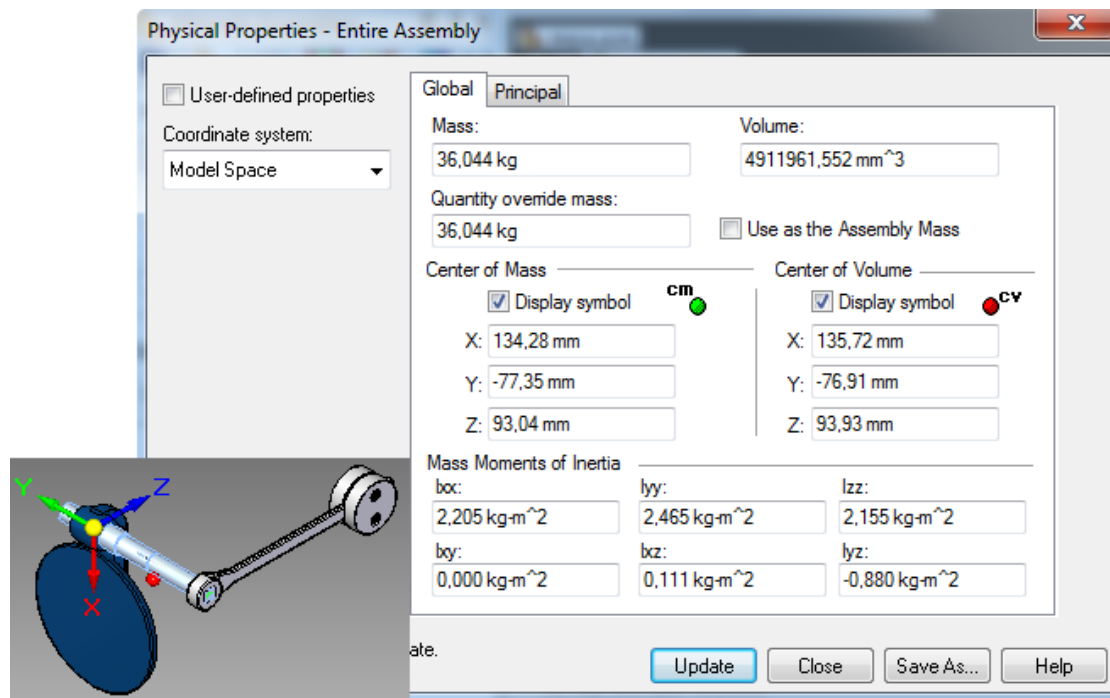 Physical Properties - Entire Assembly
X
User-defined properties
Coordinate system:
Model Space
Global Principal
Mass: Volume:
36,044 kg 4911961,552 mm^3
Quantity override mass:
36,044 kg Use as the Assembly Mass
Center of Mass Center of Volume
Display symbol cm Display symbol cv
X: 134,28 mm X: 135,72 mm
Y: -77,35 mm Y: -76,91 mm
Z: 93,04 mm Z: 93,93 mm
Mass Moments of Inertia
Ixx: Iyy: Izz:
2,205 kg-m^2 2,465 kg-m^2 2,155 kg-m^2
Ixy: Ixz: Iyz:
0,000 kg-m^2 0,111 kg-m^2 -0,880 kg-m^2
Y Z
X
ate.
Update Close Save As... Help